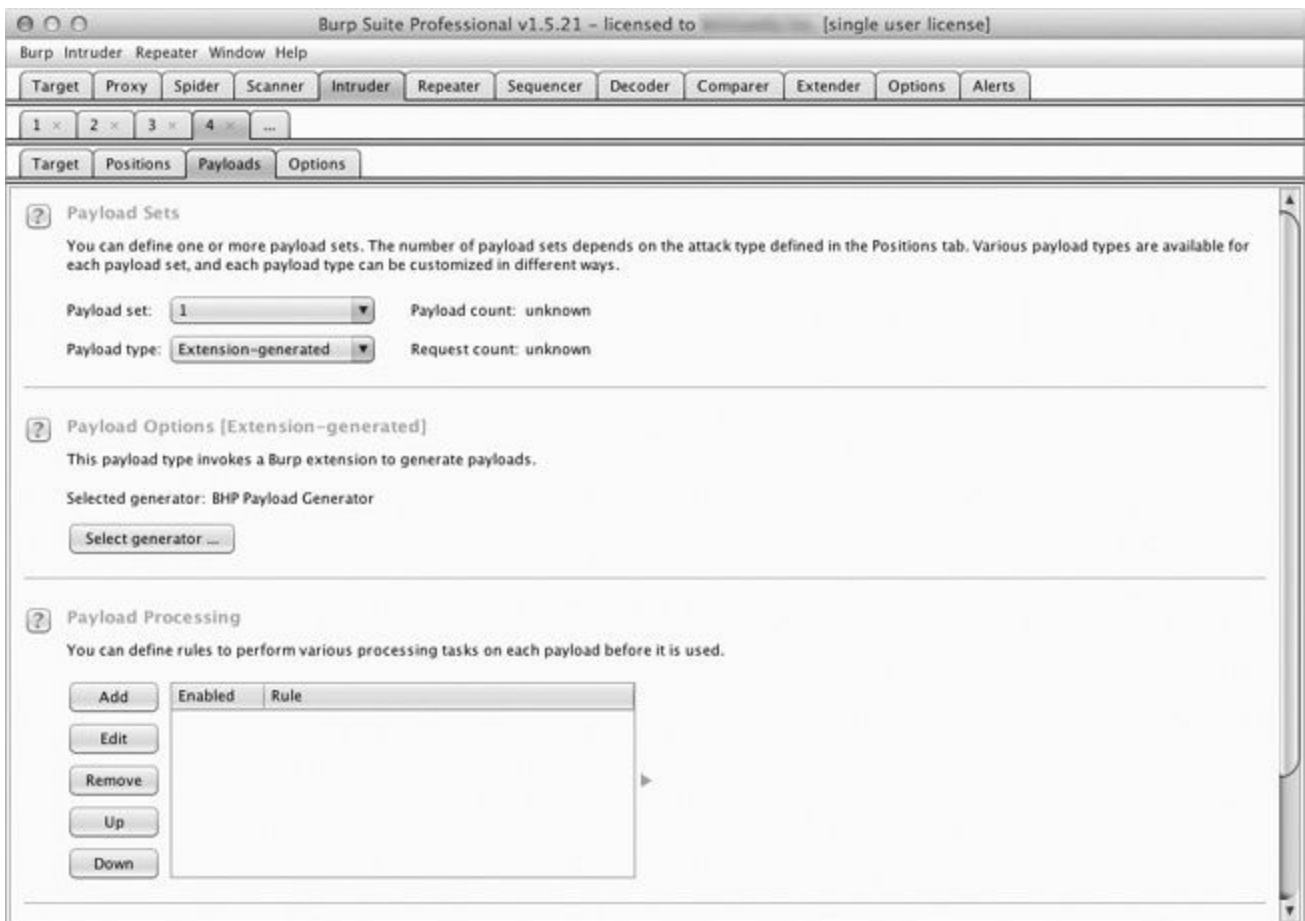 Burp Suite Professional v1.5.21 – licensed to [single user license]
Burp Intruder Repeater Window Help
Target Proxy Spider Scanner Intruder Repeater Sequencer Decoder Comparer Extender Options Alerts
1 × 2 × 3 × 4 × ...
Target Positions Payloads Options
? Payload Sets
You can define one or more payload sets. The number of payload sets depends on the attack type defined in the Positions tab. Various payload types are available for
each payload set, and each payload type can be customized in different ways.
Payload set: 1 Payload count: unknown
Payload type: Extension-generated Request count: unknown
? Payload Options [Extension-generated]
This payload type invokes a Burp extension to generate payloads.
Selected generator: BHP Payload Generator
Select generator ...
? Payload Processing
You can define rules to perform various processing tasks on each payload before it is used.
Add Enabled Rule
Edit
Remove
Up
Down